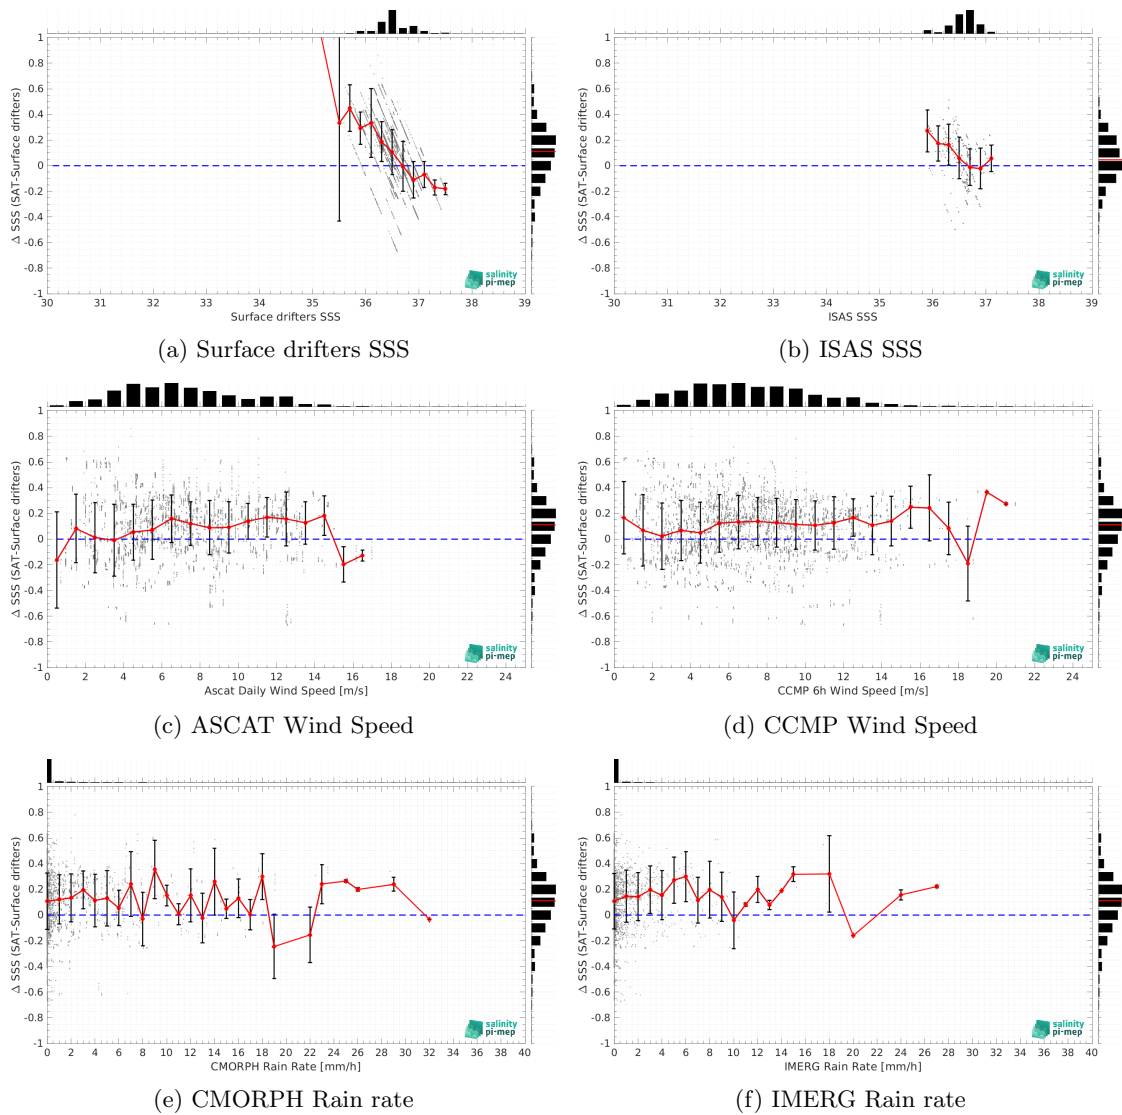 1
0.8
0.6
0.4
0.2
0
-0.2
-0.4
-0.6
-0.8
-1
Δ SSS (SAT-Surface drifters)
30 31 32 33 34 35 36 37 38 39
Surface drifters SSS
salinity
pi-mep
(a) Surface drifters SSS
1
0.8
0.6
0.4
0.2
0
-0.2
-0.4
-0.6
-0.8
-1
Δ SSS (SAT-Surface drifters)
30 31 32 33 34 35 36 37 38 39
ISAS SSS
salinity
pi-mep
(b) ISAS SSS
1
0.8
0.6
0.4
0.2
0
-0.2
-0.4
-0.6
-0.8
-1
Δ SSS (SAT-Surface drifters)
0 2 4 6 8 10 12 14 16 18 20 22 24
Ascat Daily Wind Speed [m/s]
salinity
pi-mep
(c) ASCAT Wind Speed
1
0.8
0.6
0.4
0.2
0
-0.2
-0.4
-0.6
-0.8
-1
Δ SSS (SAT-Surface drifters)
0 2 4 6 8 10 12 14 16 18 20 22 24
CCMP 6h Wind Speed [m/s]
salinity
pi-mep
(d) CCMP Wind Speed
1
0.8
0.6
0.4
0.2
0
-0.2
-0.4
-0.6
-0.8
-1
Δ SSS (SAT-Surface drifters)
0 2 4 6 8 10 12 14 16 18 20 22 24 26 28 30 32 34 36 38 40
CMORPH Rain Rate [mm/h]
salinity
pi-mep
(e) CMORPH Rain rate
1
0.8
0.6
0.4
0.2
0
-0.2
-0.4
-0.6
-0.8
-1
Δ SSS (SAT-Surface drifters)
0 2 4 6 8 10 12 14 16 18 20 22 24 26 28 30 32 34 36 38 40
IMERG Rain Rate [mm/h]
salinity
pi-mep
(f) IMERG Rain rate